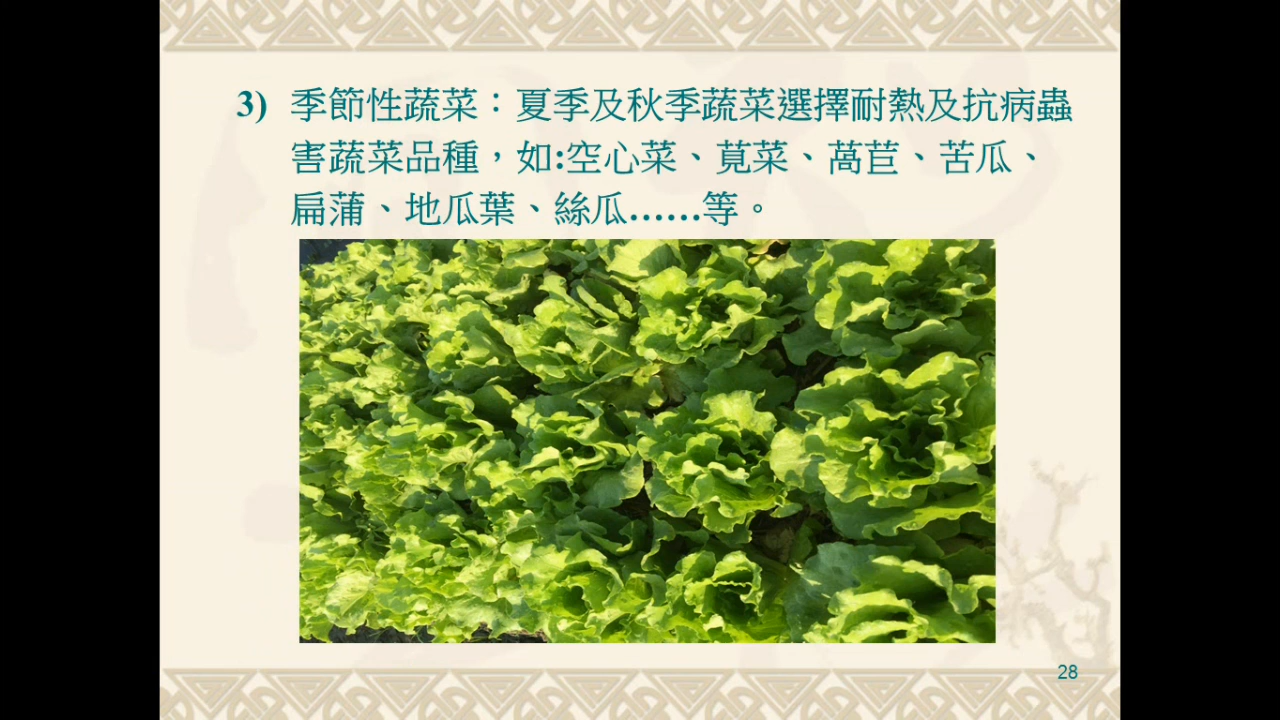 3) 季節性蔬菜：夏季及秋季蔬菜選擇耐熱及抗病蟲
害蔬菜品種，如:空心菜、莧菜、萵苣、苦瓜、
扁蒲、地瓜葉、絲瓜……等。
28